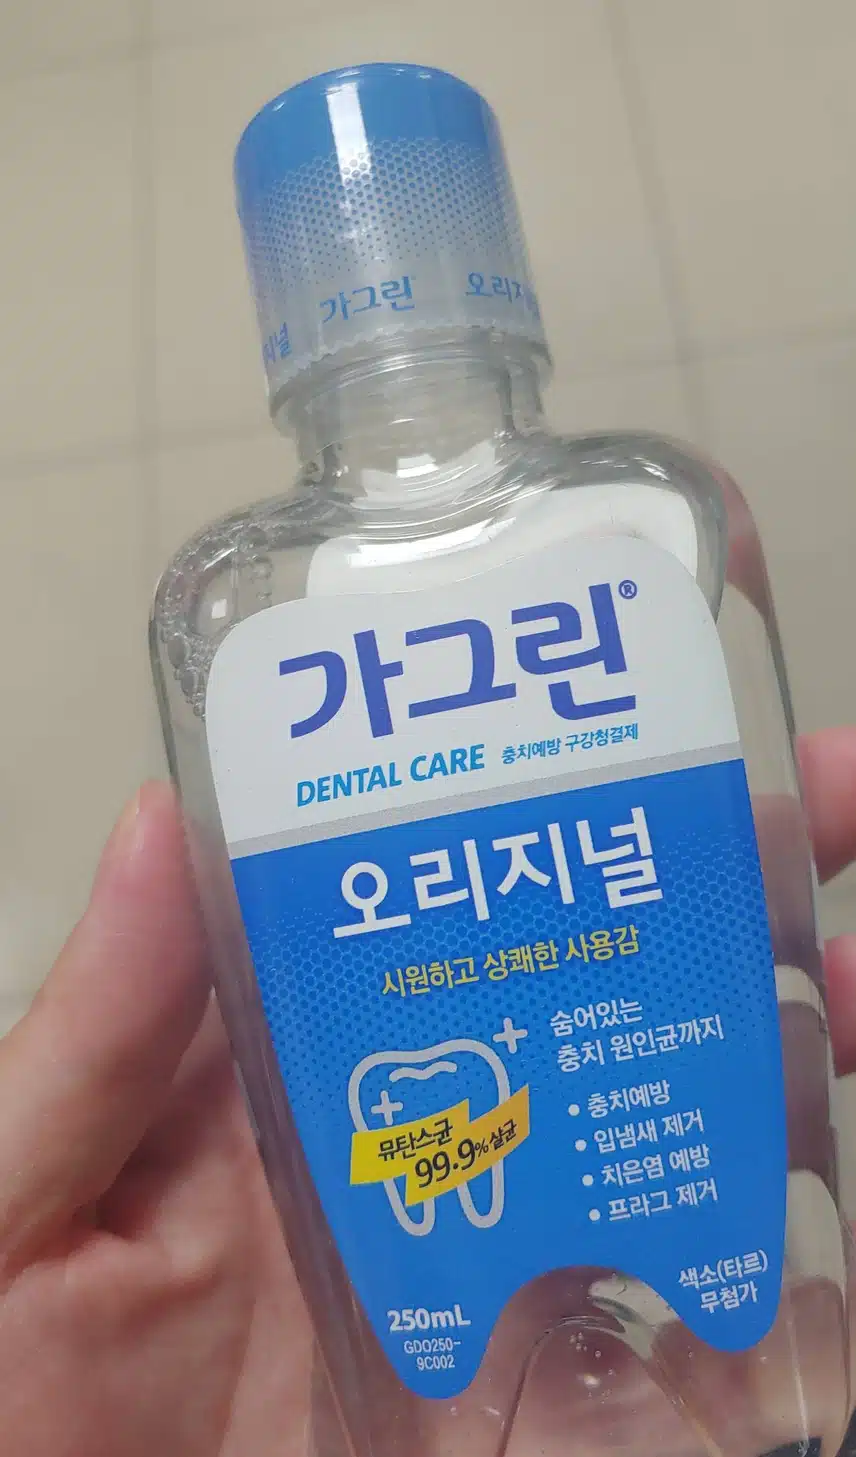 가그린 오리지
지널
가그린®
DENTAL CARE 충치예방 구강청결제
오리지널
시원하고 상쾌한 사용감
숨어있는
충치 원인균까지
뮤탄스균
99.9% 살균
• 충치예방
• 입냄새 제거
• 치은염 예방
• 프라그 제거
250mL
GDO250-
9C002
색소(타르)
무첨가